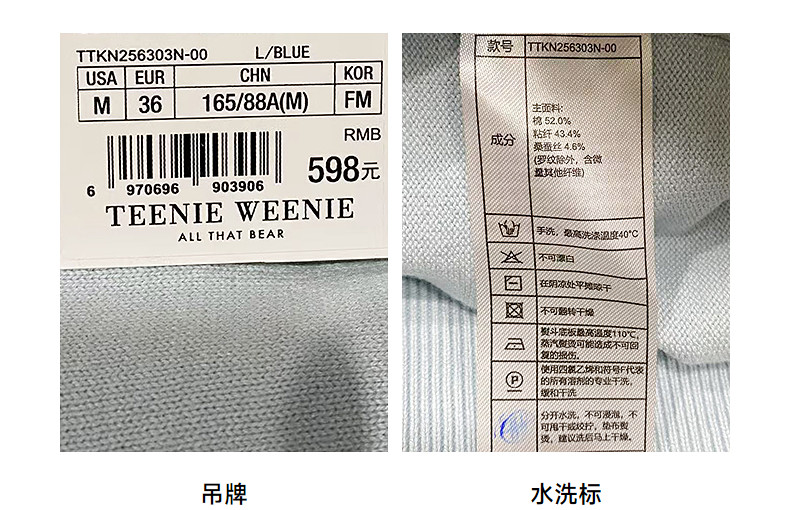 TTKN256303N-00 L/BLUE
USA EUR CHN KOR
M 36 165/88A(M) FM
RMB
598元
6 970696 903906
TEENIE WEENIE
ALL THAT BEAR
吊牌
款号 TTKN256303N-00
成分
主面料:
棉 52.0%
粘纤 43.4%
桑蚕丝 4.6%
(罗纹除外，含微
量其他纤维)
手洗，最高洗涤温度40°C
不可漂白
在阴凉处平摊晾干
不可翻转干燥
熨斗底板最高温度110℃，
蒸汽熨烫可能造成不可回
复的损伤。
P
使用四氯乙烯和符号F代表
的所有溶剂的专业干洗，
缓和干洗
分开水洗，不可浸泡，不
可甩干或绞拧，垫布熨
烫，建议洗后马上干燥。
水洗标